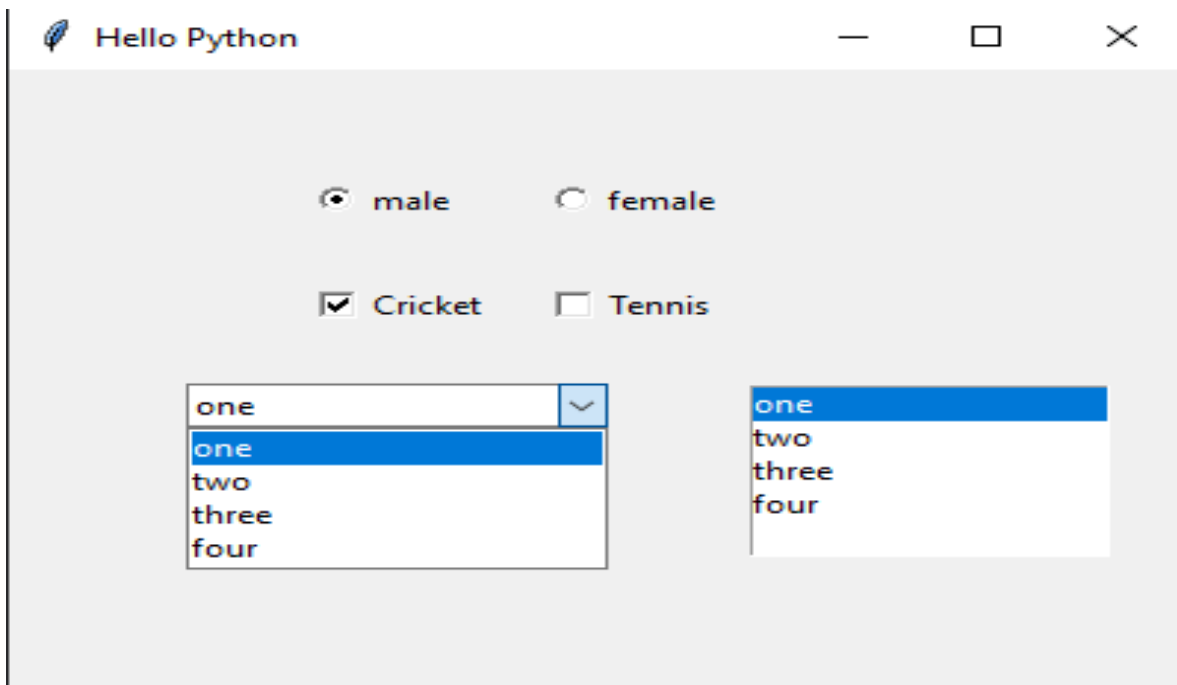 Hello Python
male female
Cricket Tennis
one
one
two
three
four
one
two
three
four